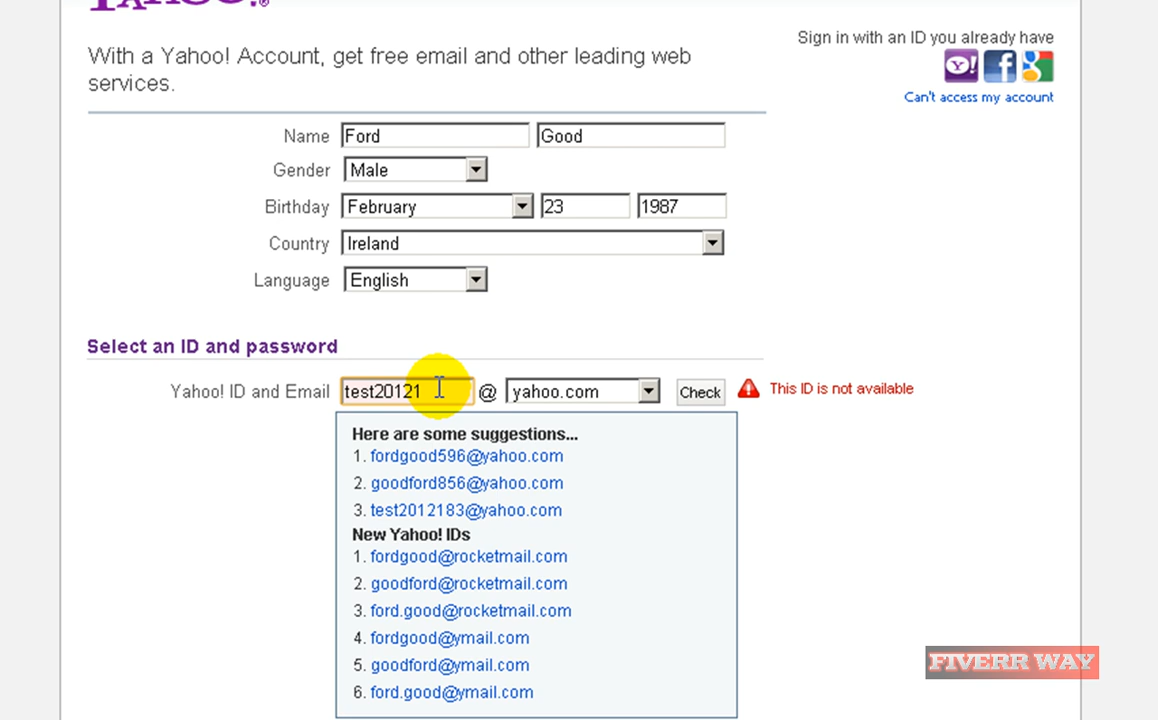 With a Yahoo! Account, get free email and other leading web
services.
Sign in with an ID you already have
Can't access my account
Name Ford Good
Gender Male
Birthday February 23 1987
Country Ireland
Language English
Select an ID and password
Yahoo! ID and Email test20121 @ yahoo.com Check This ID is not available
Here are some suggestions...
1. fordgood596@yahoo.com
2. goodford856@yahoo.com
3. test2012183@yahoo.com
New Yahoo! IDs
1. fordgood@rocketmail.com
2. goodford@rocketmail.com
3. ford.good@rocketmail.com
4. fordgood@ymail.com
5. goodford@ymail.com
6. ford.good@ymail.com
FIVERR WAY